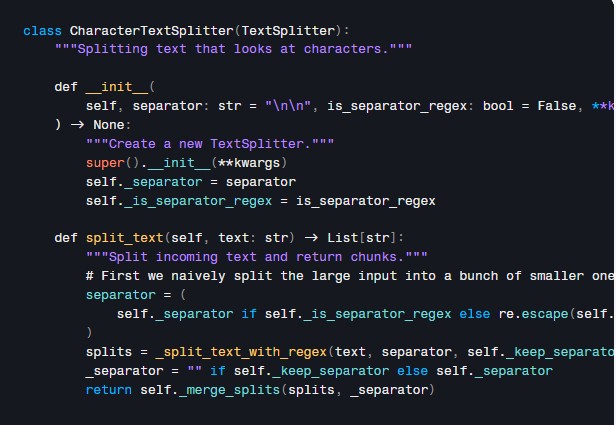 class CharacterTextSplitter(TextSplitter):
    """Splitting text that looks at characters."""

    def __init__(
        self, separator: str = "\n\n", is_separator_regex: bool = False, **k
    ) -> None:
        """Create a new TextSplitter."""
        super().__init__(**kwargs)
        self._separator = separator
        self._is_separator_regex = is_separator_regex

    def split_text(self, text: str) -> List[str]:
        """Split incoming text and return chunks."""
        # First we naively split the large input into a bunch of smaller one
        separator = (
            self._separator if self._is_separator_regex else re.escape(self.
        )
        splits = _split_text_with_regex(text, separator, self._keep_separato
        _separator = "" if self._keep_separator else self._separator
        return self._merge_splits(splits, _separator)